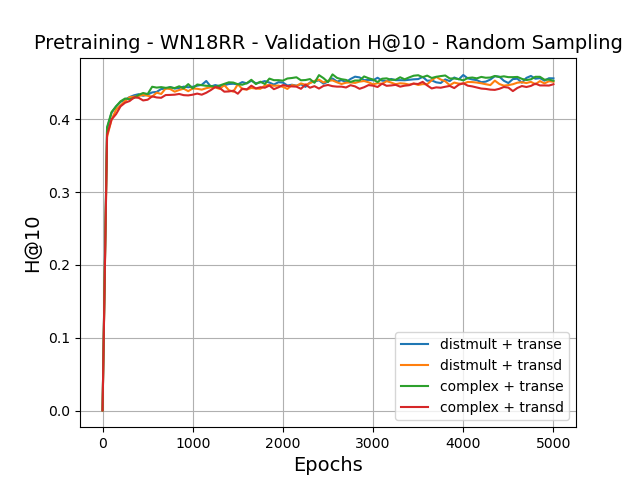 Pretraining - WN18RR - Validation H@10 - Random Sampling
H@10
0.4
0.3
0.2
0.1
0.0
distmult + transe
distmult + transd
complex + transe
complex + transd
0 1000 2000 3000 4000 5000
Epochs